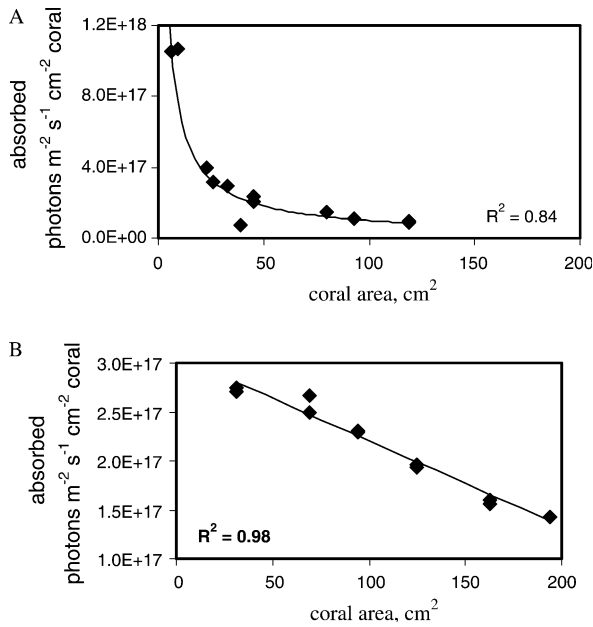 A
absorbed
photons m⁻² s⁻¹ cm⁻² coral
1.2E+18
8.0E+17
4.0E+17
0.0E+00
R² = 0.84
0 50 100 150 200
coral area, cm²
B
absorbed
photons m⁻² s⁻¹ cm⁻² coral
3.0E+17
2.5E+17
2.0E+17
1.5E+17
1.0E+17
R² = 0.98
0 50 100 150 200
coral area, cm²